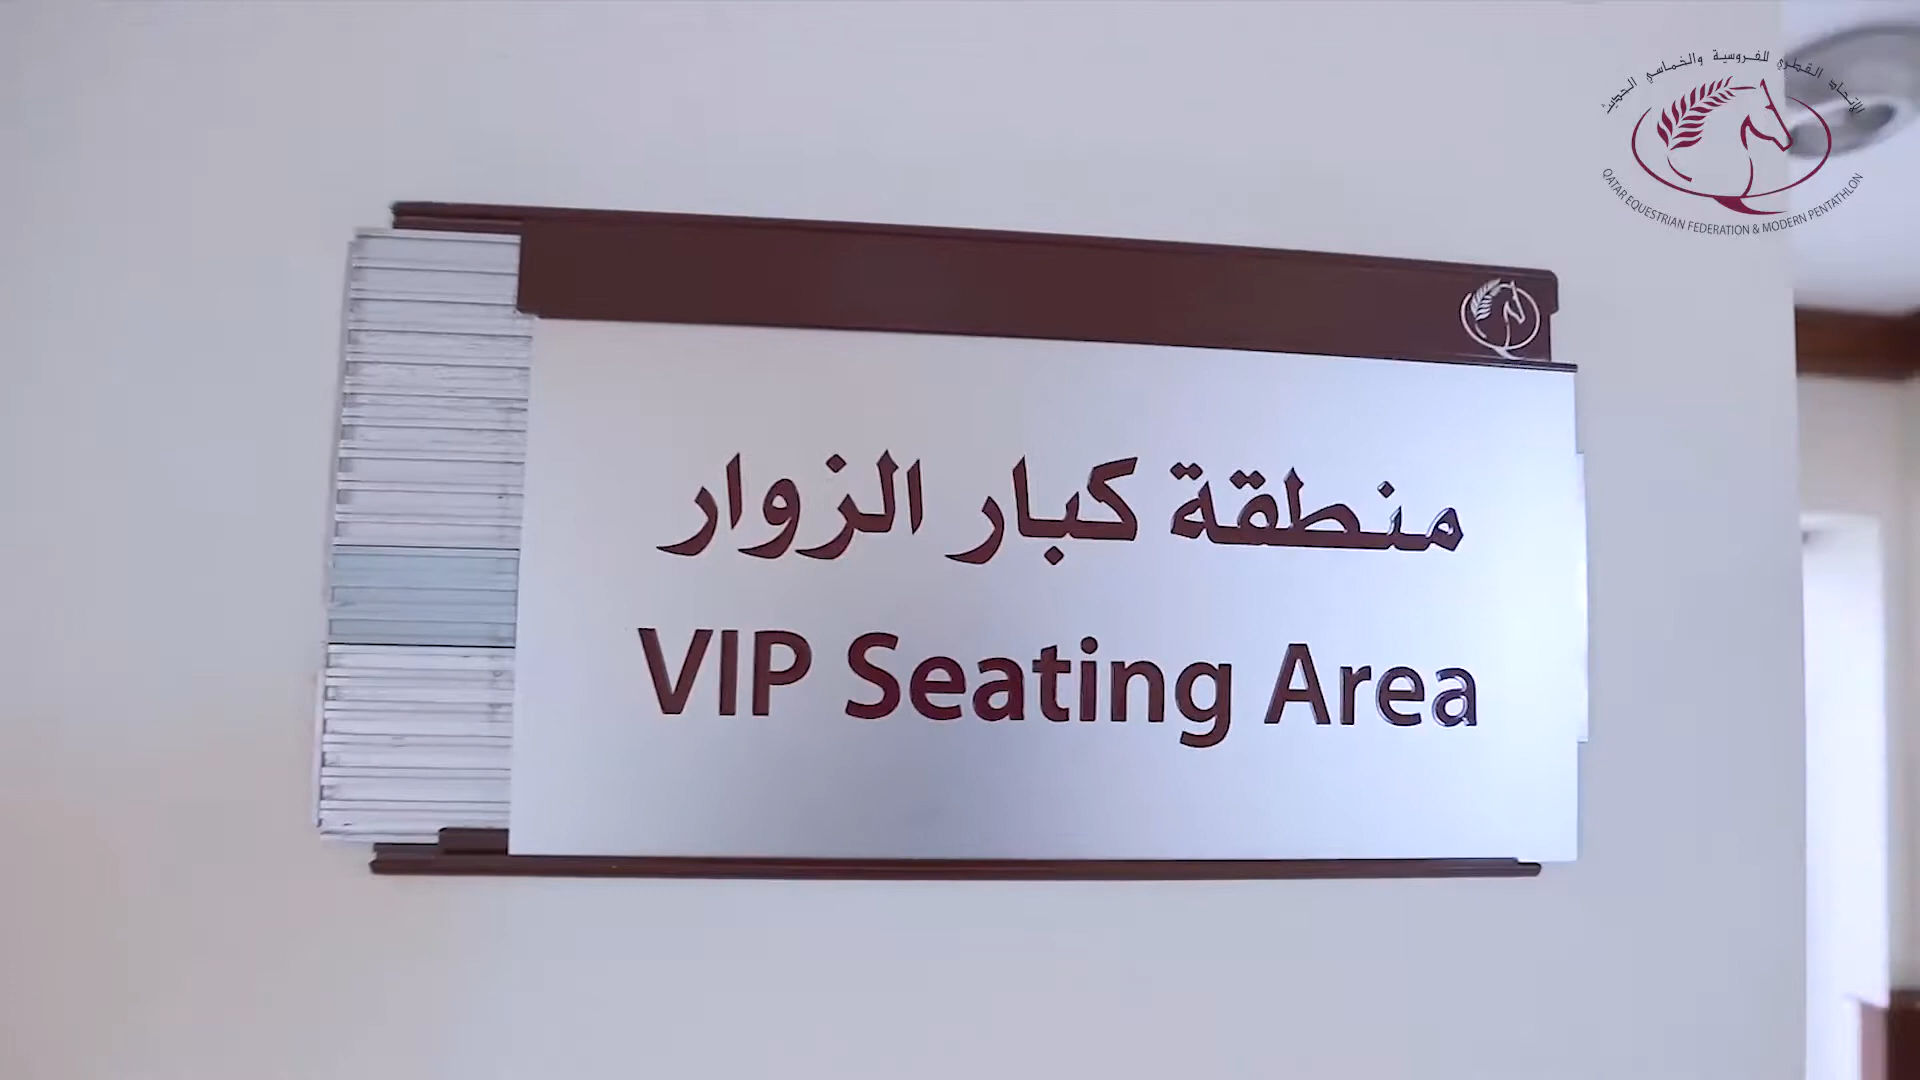 الإتحاد القطري للفروسية والخماسي الحديث
QATAR EQUESTRIAN FEDERATION & MODERN PENTATHLON
منطقة كبار الزوار
VIP Seating Area